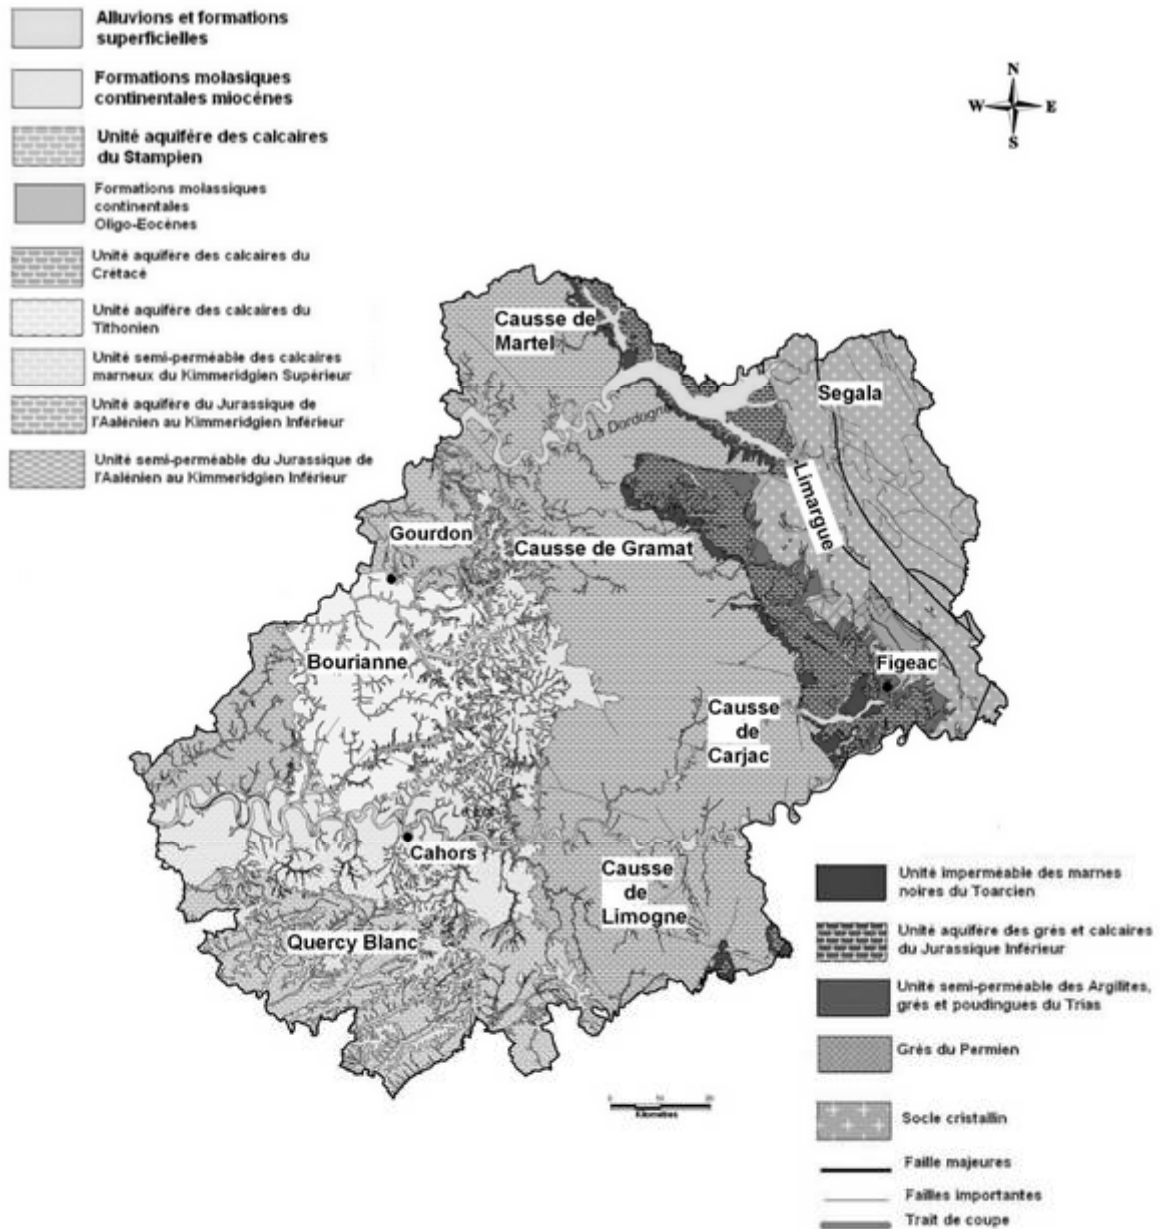 Alluvions et formations
superficielles
Formations molasiques
continentales miocénes
Unité aquifère des calcaires
du Stampien
Formations molassiques
continentales
Oligo-Eocènes
Unité aquifère des calcaires du
Crétacé
Unité aquifère des calcaires du
Tithonien
Unité semi-perméable des calcaires
marneux du Kimmeridgien Supérieur
Unité aquifère du Jurassique de
l'Aalénien au Kimmeridgien Inférieur
Unité semi-perméable du Jurassique de
l'Aalénien au Kimmeridgien Inférieur
N
W E
S
Causse de
Martel
Segala
La Dordogne
Limargue
Gourdon
Causse de Gramat
Bourianne
Figeac
Causse
de
Carjac
Le Lot
Cahors
Causse
de
Limogne
Quercy Blanc
Kilomètres
Unité imperméable des marnes
noires du Toarcien
Unité aquifère des grès et calcaires
du Jurassique Inférieur
Unité semi-perméable des Argilites,
grés et poudingues du Trias
Grès du Permien
Socle cristallin
Faille majeures
Failles importantes
Trait de coupe